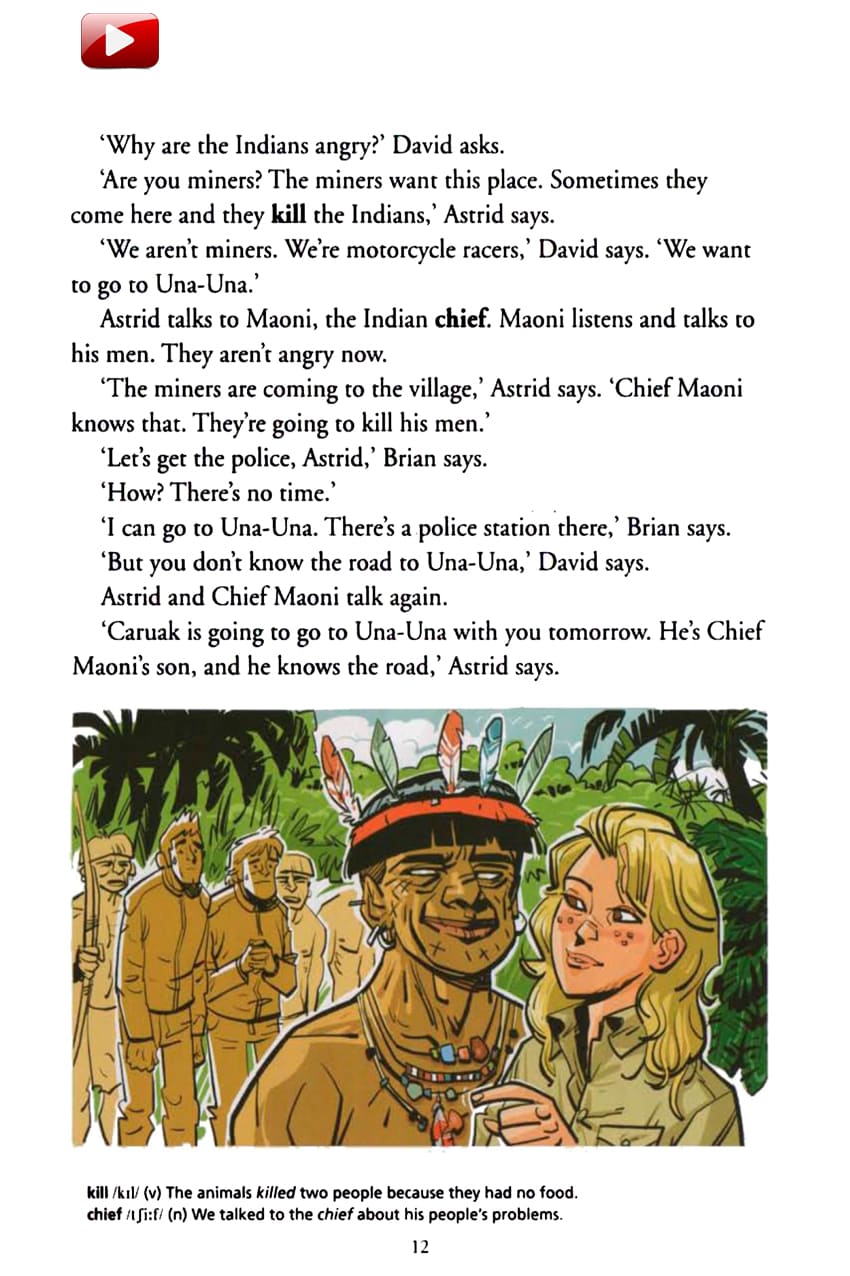 ‘Why are the Indians angry?’ David asks.
‘Are you miners? The miners want this place. Sometimes they
come here and they kill the Indians,’ Astrid says.
‘We aren’t miners. We’re motorcycle racers,’ David says. ‘We want
to go to Una-Una.’
Astrid talks to Maoni, the Indian chief. Maoni listens and talks to
his men. They aren’t angry now.
‘The miners are coming to the village,’ Astrid says. ‘Chief Maoni
knows that. They’re going to kill his men.’
‘Let’s get the police, Astrid,’ Brian says.
‘How? There’s no time.’
‘I can go to Una-Una. There’s a police station there,’ Brian says.
‘But you don’t know the road to Una-Una,’ David says.
Astrid and Chief Maoni talk again.
‘Caruak is going to go to Una-Una with you tomorrow. He’s Chief
Maoni’s son, and he knows the road,’ Astrid says.
kill /kɪl/ (v) The animals killed two people because they had no food.
chief /tʃiːf/ (n) We talked to the chief about his people’s problems.
12